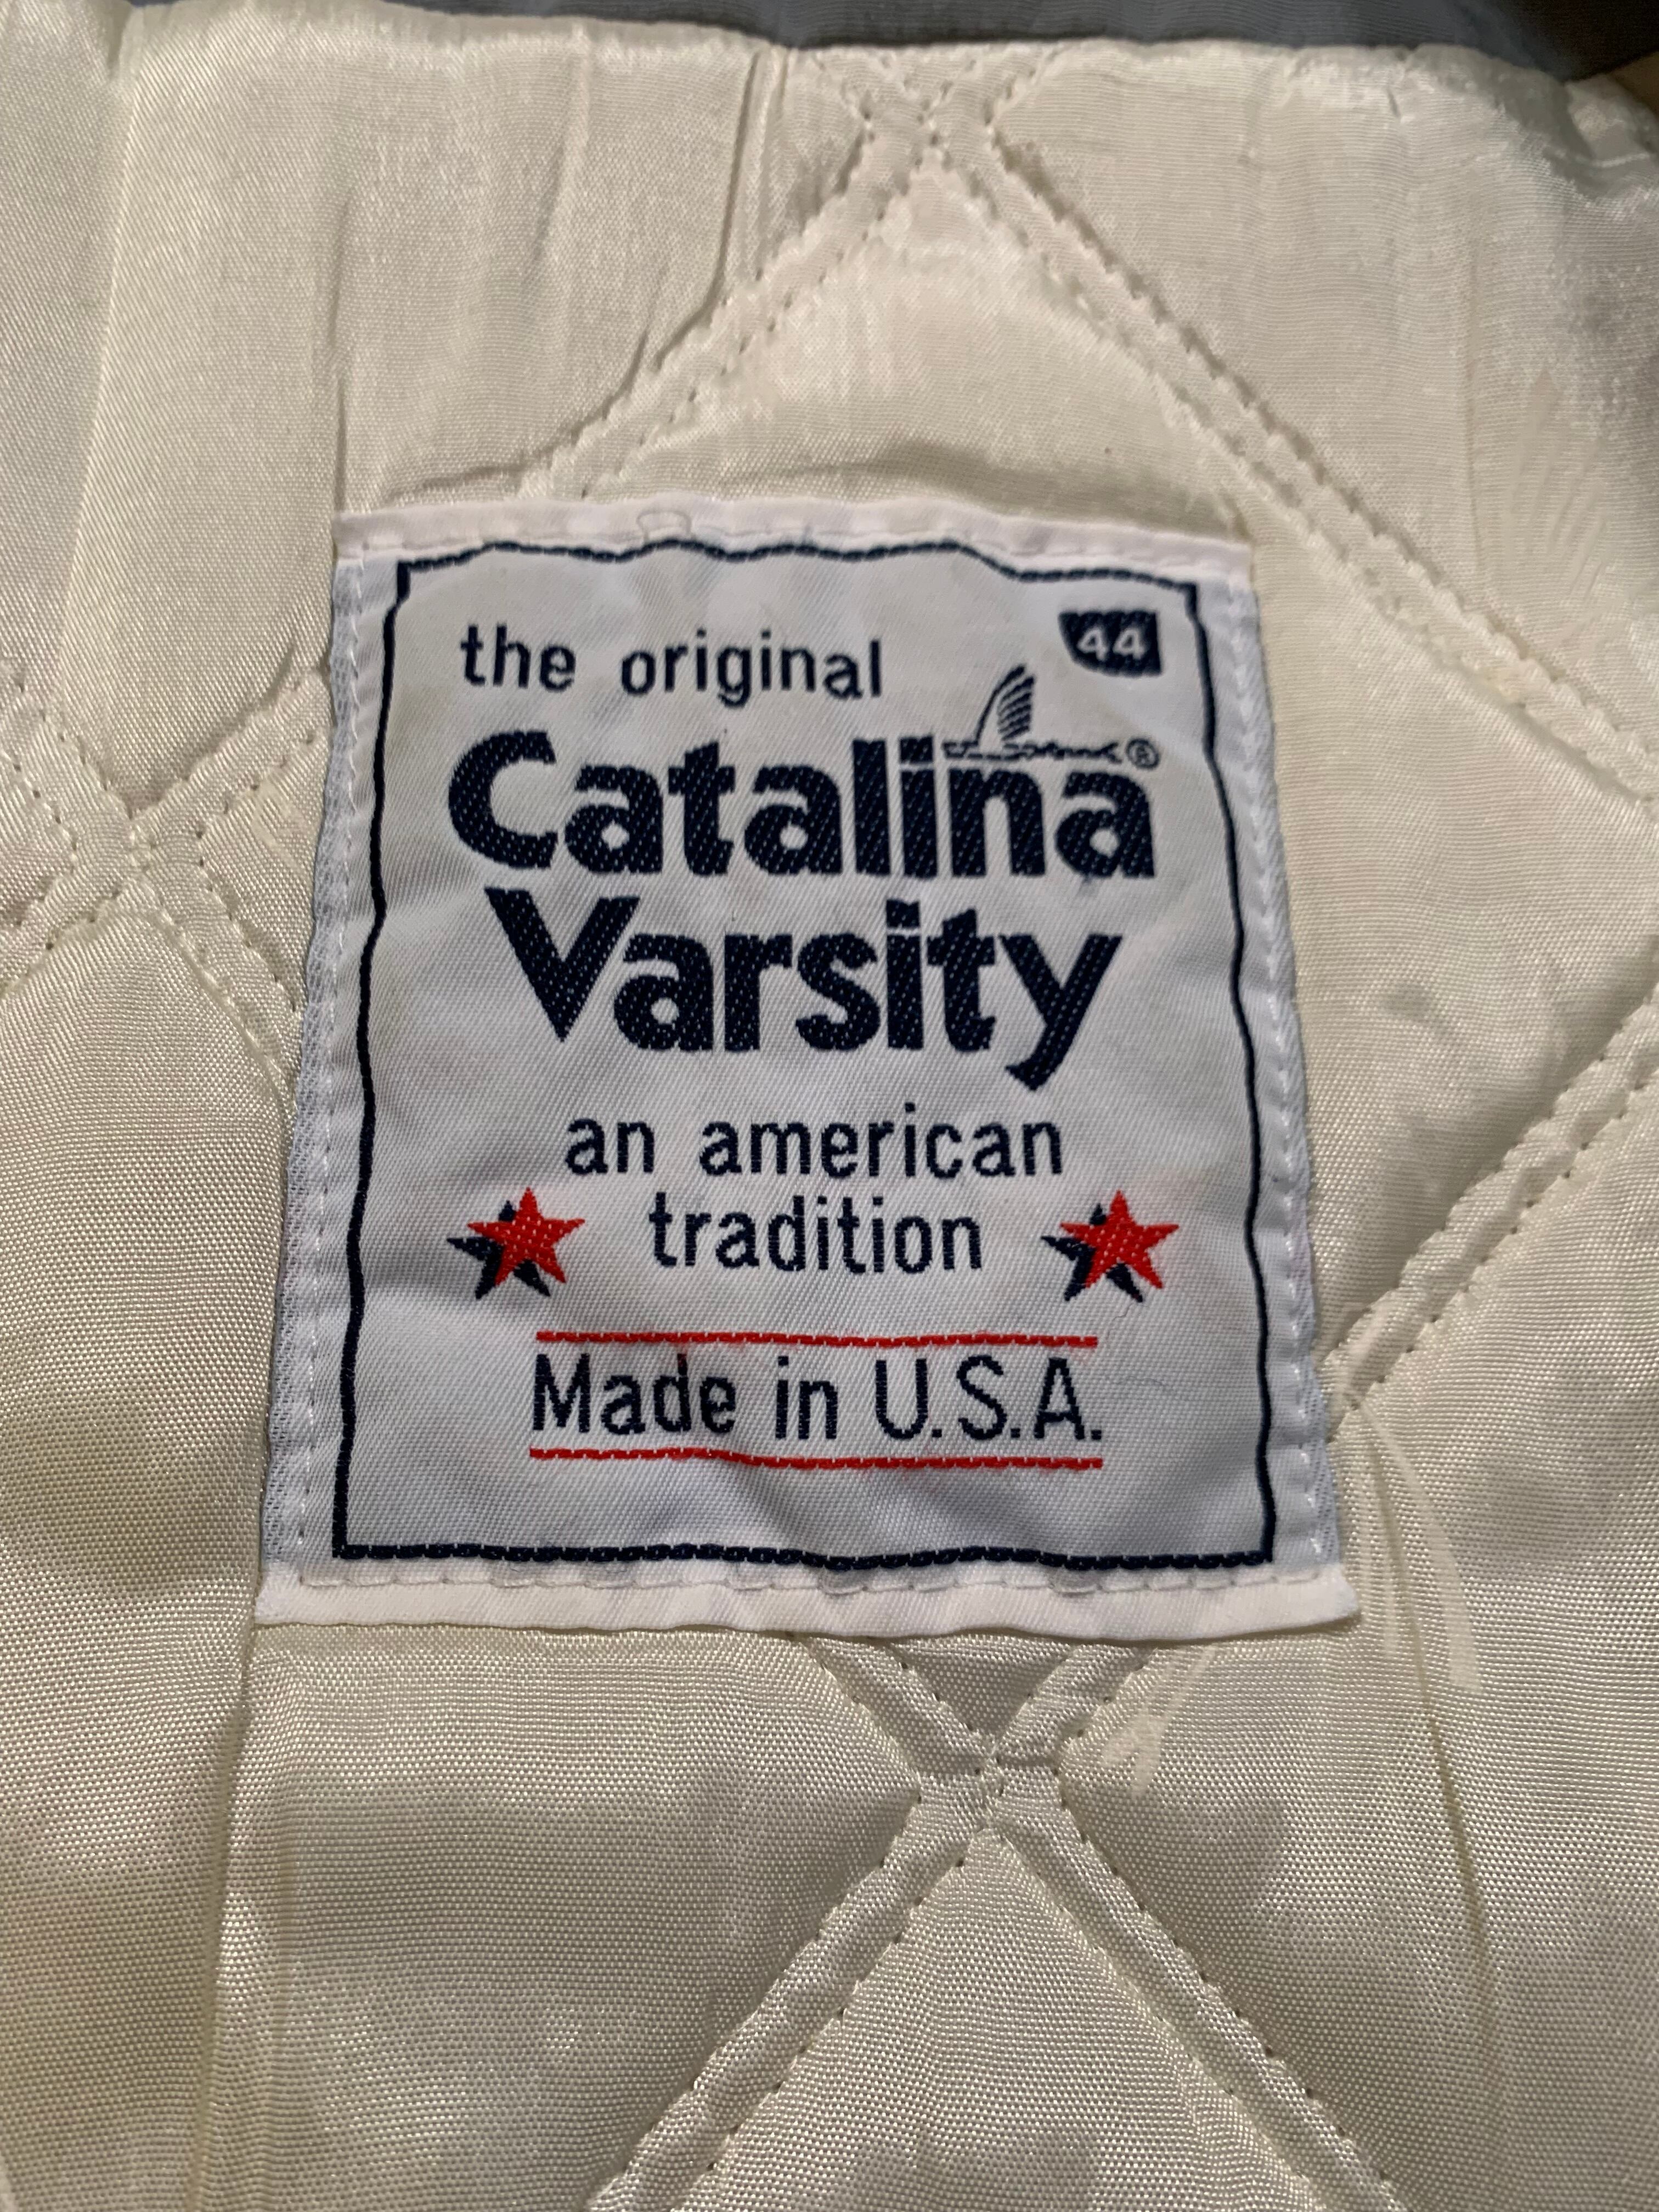 44
the original
Catalina®
Varsity
an american
tradition
Made in U.S.A.